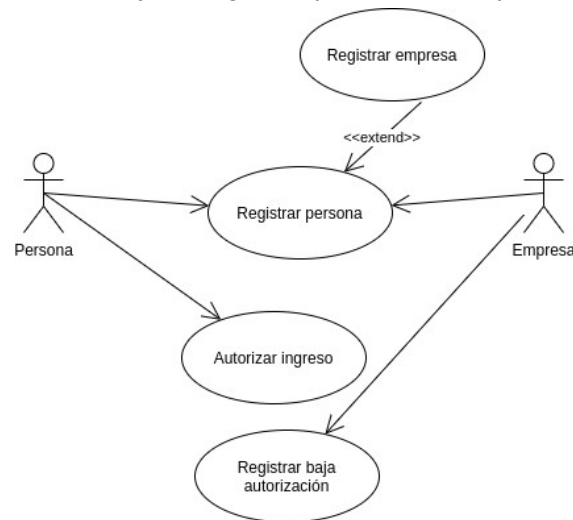 Registrar empresa
<<extend>>
Registrar persona
Persona
Empresa
Autorizar ingreso
Registrar baja
autorización